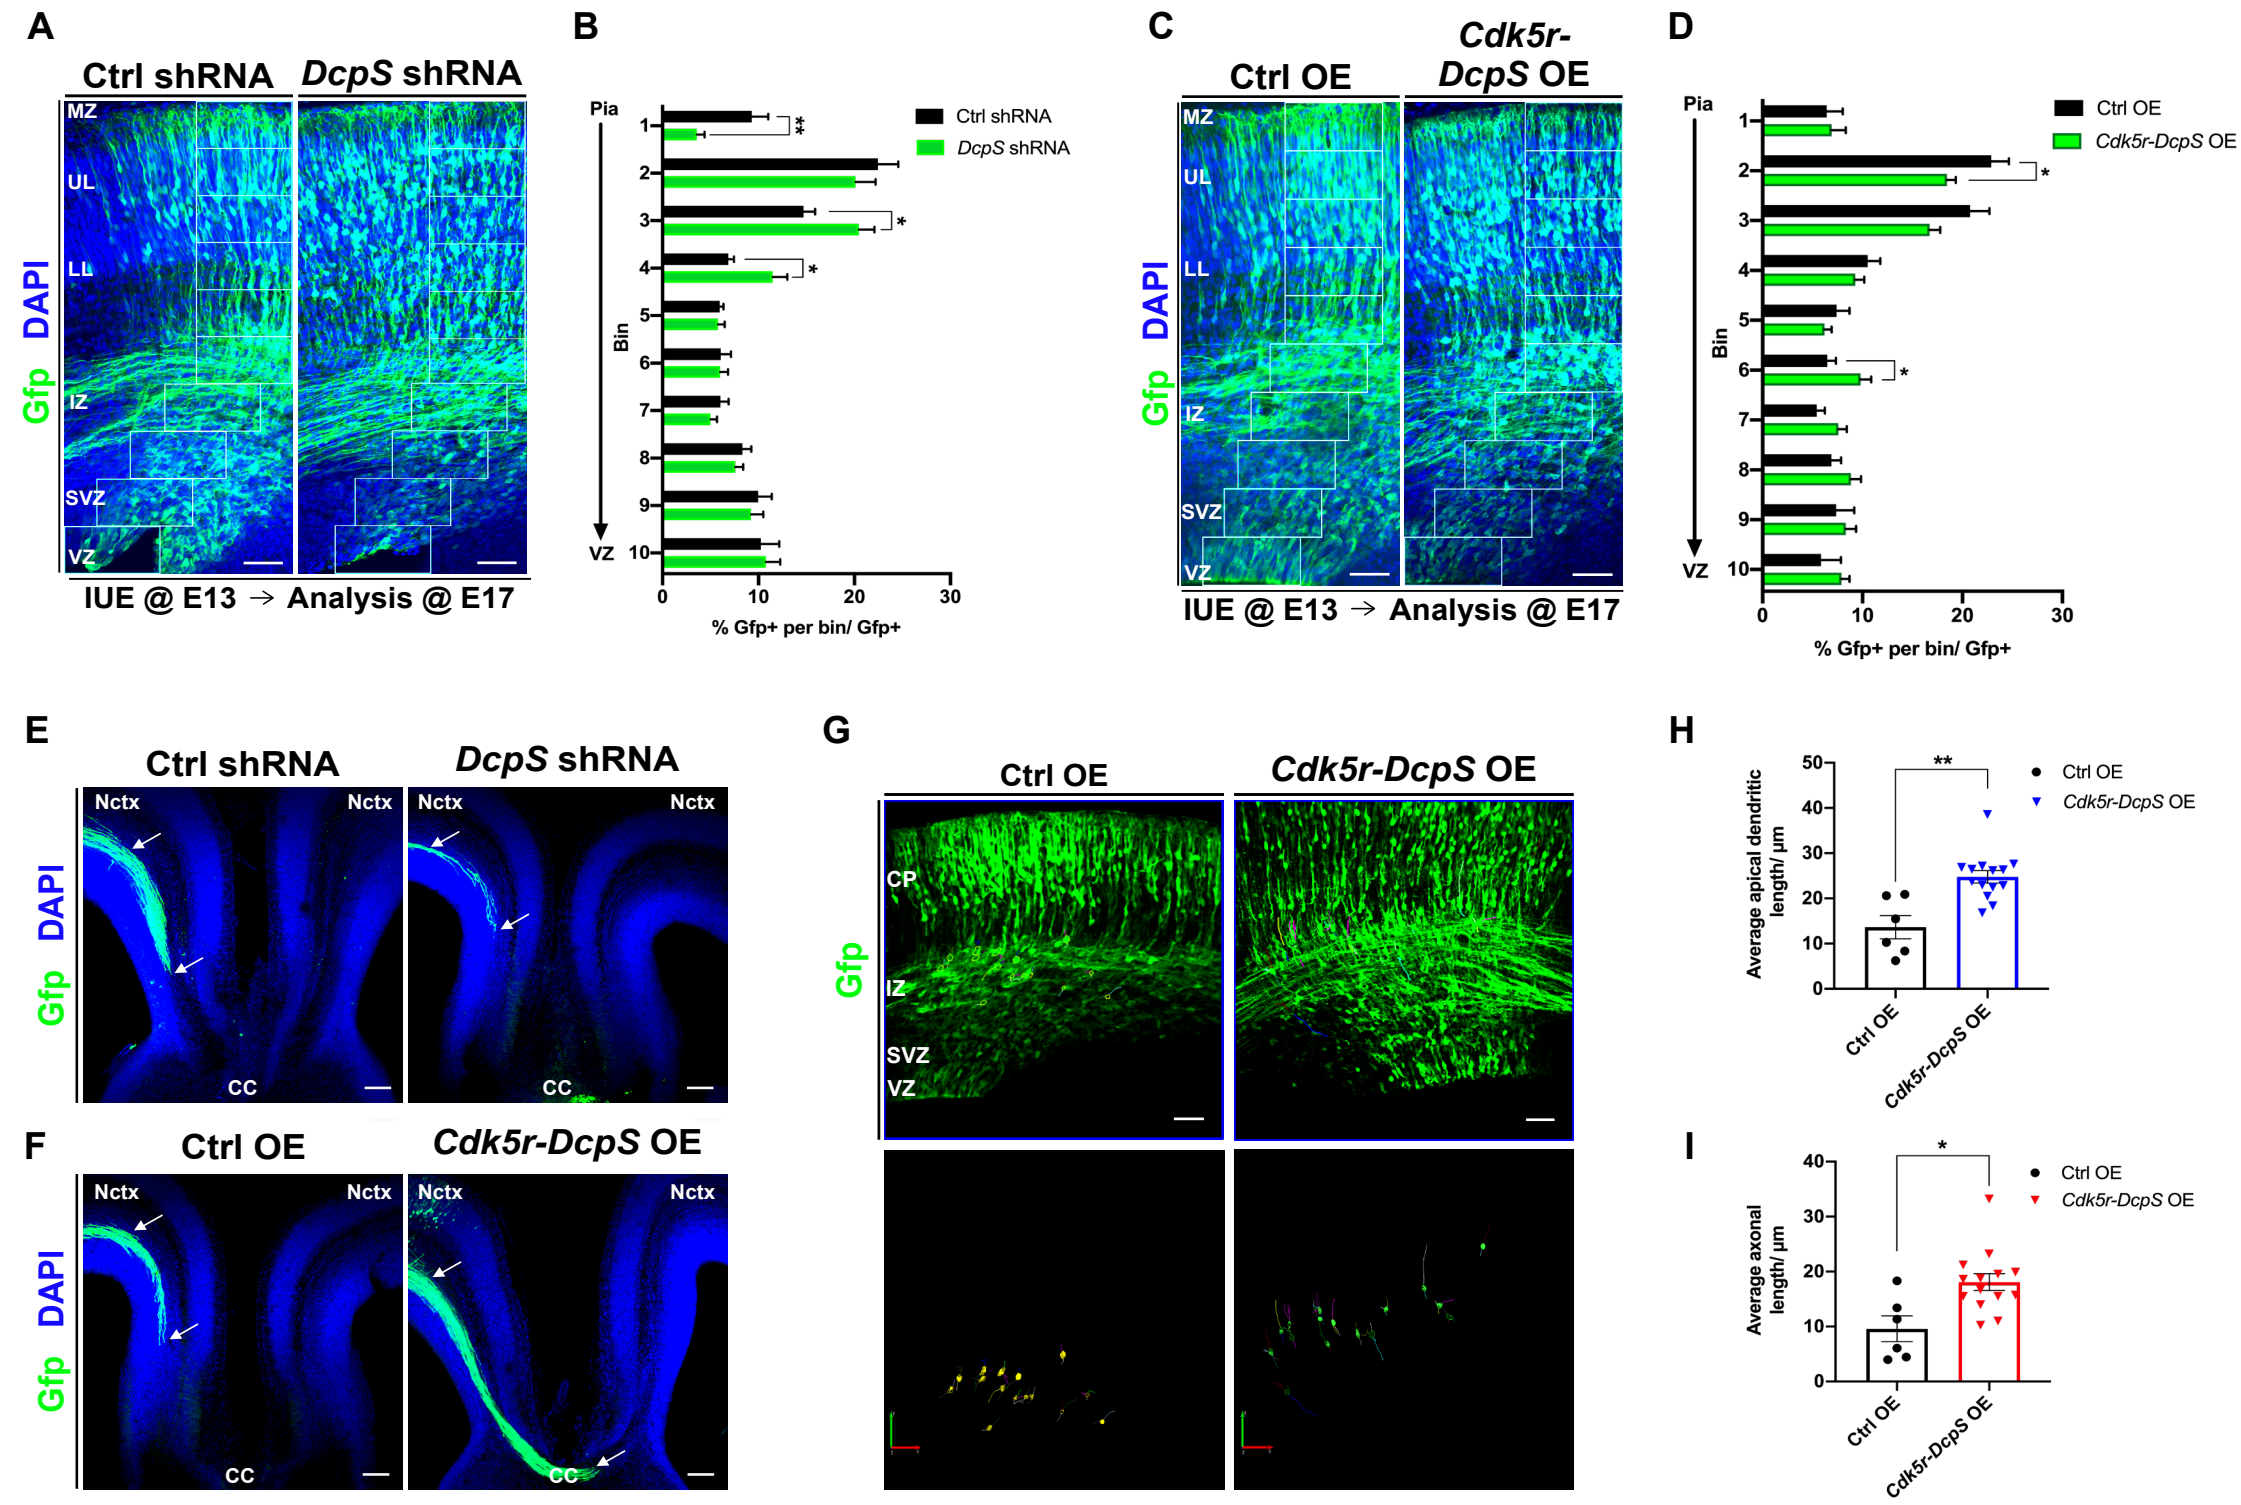 A
Ctrl shRNA
DcpS shRNA
Gfp DAPI
MZ
UL
LL
IZ
SVZ
VZ
IUE @ E13 → Analysis @ E17
B
Pia
Bin
VZ
1
2
3
4
5
6
7
8
9
10
**
*
*
Ctrl shRNA
DcpS shRNA
0 10 20 30
% Gfp+ per bin/ Gfp+
C
Ctrl OE
Cdk5r-
DcpS OE
Gfp DAPI
MZ
UL
LL
IZ
SVZ
VZ
IUE @ E13 → Analysis @ E17
D
Pia
Bin
VZ
1
2
3
4
5
6
7
8
9
10
*
*
Ctrl OE
Cdk5r-DcpS OE
0 10 20 30
% Gfp+ per bin/ Gfp+
E
Ctrl shRNA
DcpS shRNA
Gfp DAPI
Nctx Nctx
CC
Nctx Nctx
CC
F
Ctrl OE
Cdk5r-DcpS OE
Gfp DAPI
Nctx Nctx
CC
Nctx Nctx
CC
G
Ctrl OE
Cdk5r-DcpS OE
Gfp
CP
IZ
SVZ
VZ
H
Average apical dendritic
length/ μm
50
40
30
20
10
0
**
Ctrl OE
Cdk5r-DcpS OE
Ctrl OE
Cdk5r-DcpS OE
I
Average axonal
length/ μm
40
30
20
10
0
*
Ctrl OE
Cdk5r-DcpS OE
Ctrl OE
Cdk5r-DcpS OE